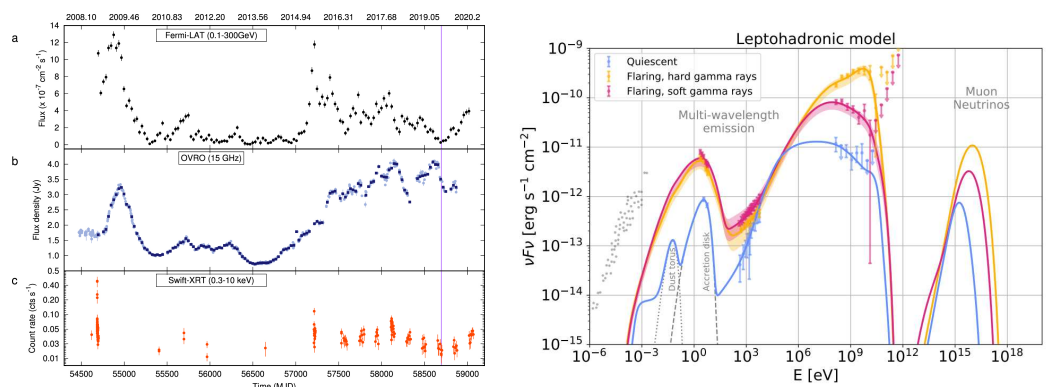 2008.10 2009.46 2010.83 2012.20 2013.56 2014.94 2016.31 2017.68 2019.05 2020.2
a
Fermi-LAT (0.1-300GeV)
Flux (x 10⁻⁷ cm⁻² s⁻¹)
14
12
10
8
6
4
2
0
b
OVRO (15 GHz)
Flux density (Jy)
4.0
3.5
3.0
2.5
2.0
1.5
1.0
0.5
c
Swift-XRT (0.3-10 keV)
Count rate (cts s⁻¹)
0.40
0.20
0.10
0.05
0.03
0.01
54500 55000 55500 56000 56500 57000 57500 58000 58500 59000
Time (MJD)
Leptohadronic model
Quiescent
Flaring, hard gamma rays
Flaring, soft gamma rays
Multi-wavelength
emission
Muon
Neutrinos
Dust torus
Accretion disk
νFν [erg s⁻¹ cm⁻²]
10⁻⁹
10⁻¹⁰
10⁻¹¹
10⁻¹²
10⁻¹³
10⁻¹⁴
10⁻¹⁵
10⁻⁶ 10⁻³ 10⁰ 10³ 10⁶ 10⁹ 10¹² 10¹⁵ 10¹⁸
E [eV]